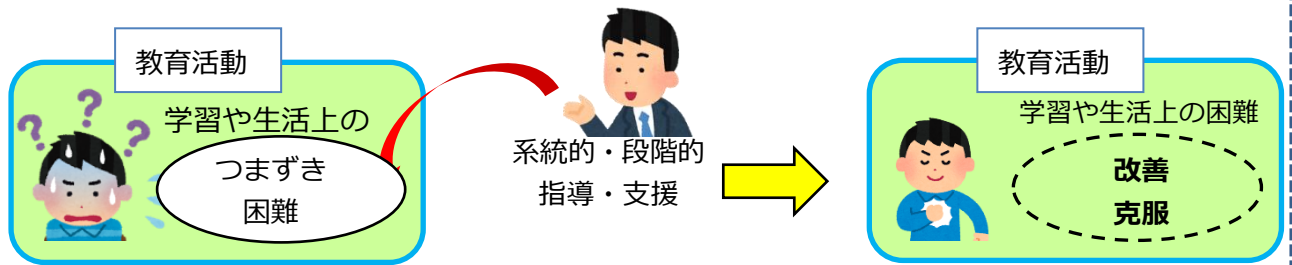 教育活動
学習や生活上の
つまずき
困難
系統的・段階的
指導・支援
教育活動
学習や生活上の困難
改善
克服